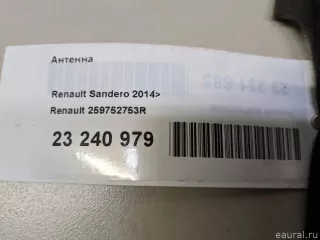 Антенна
Renault Sandero 2014>
Renault 259752753R
23 240 979
eaural.ru